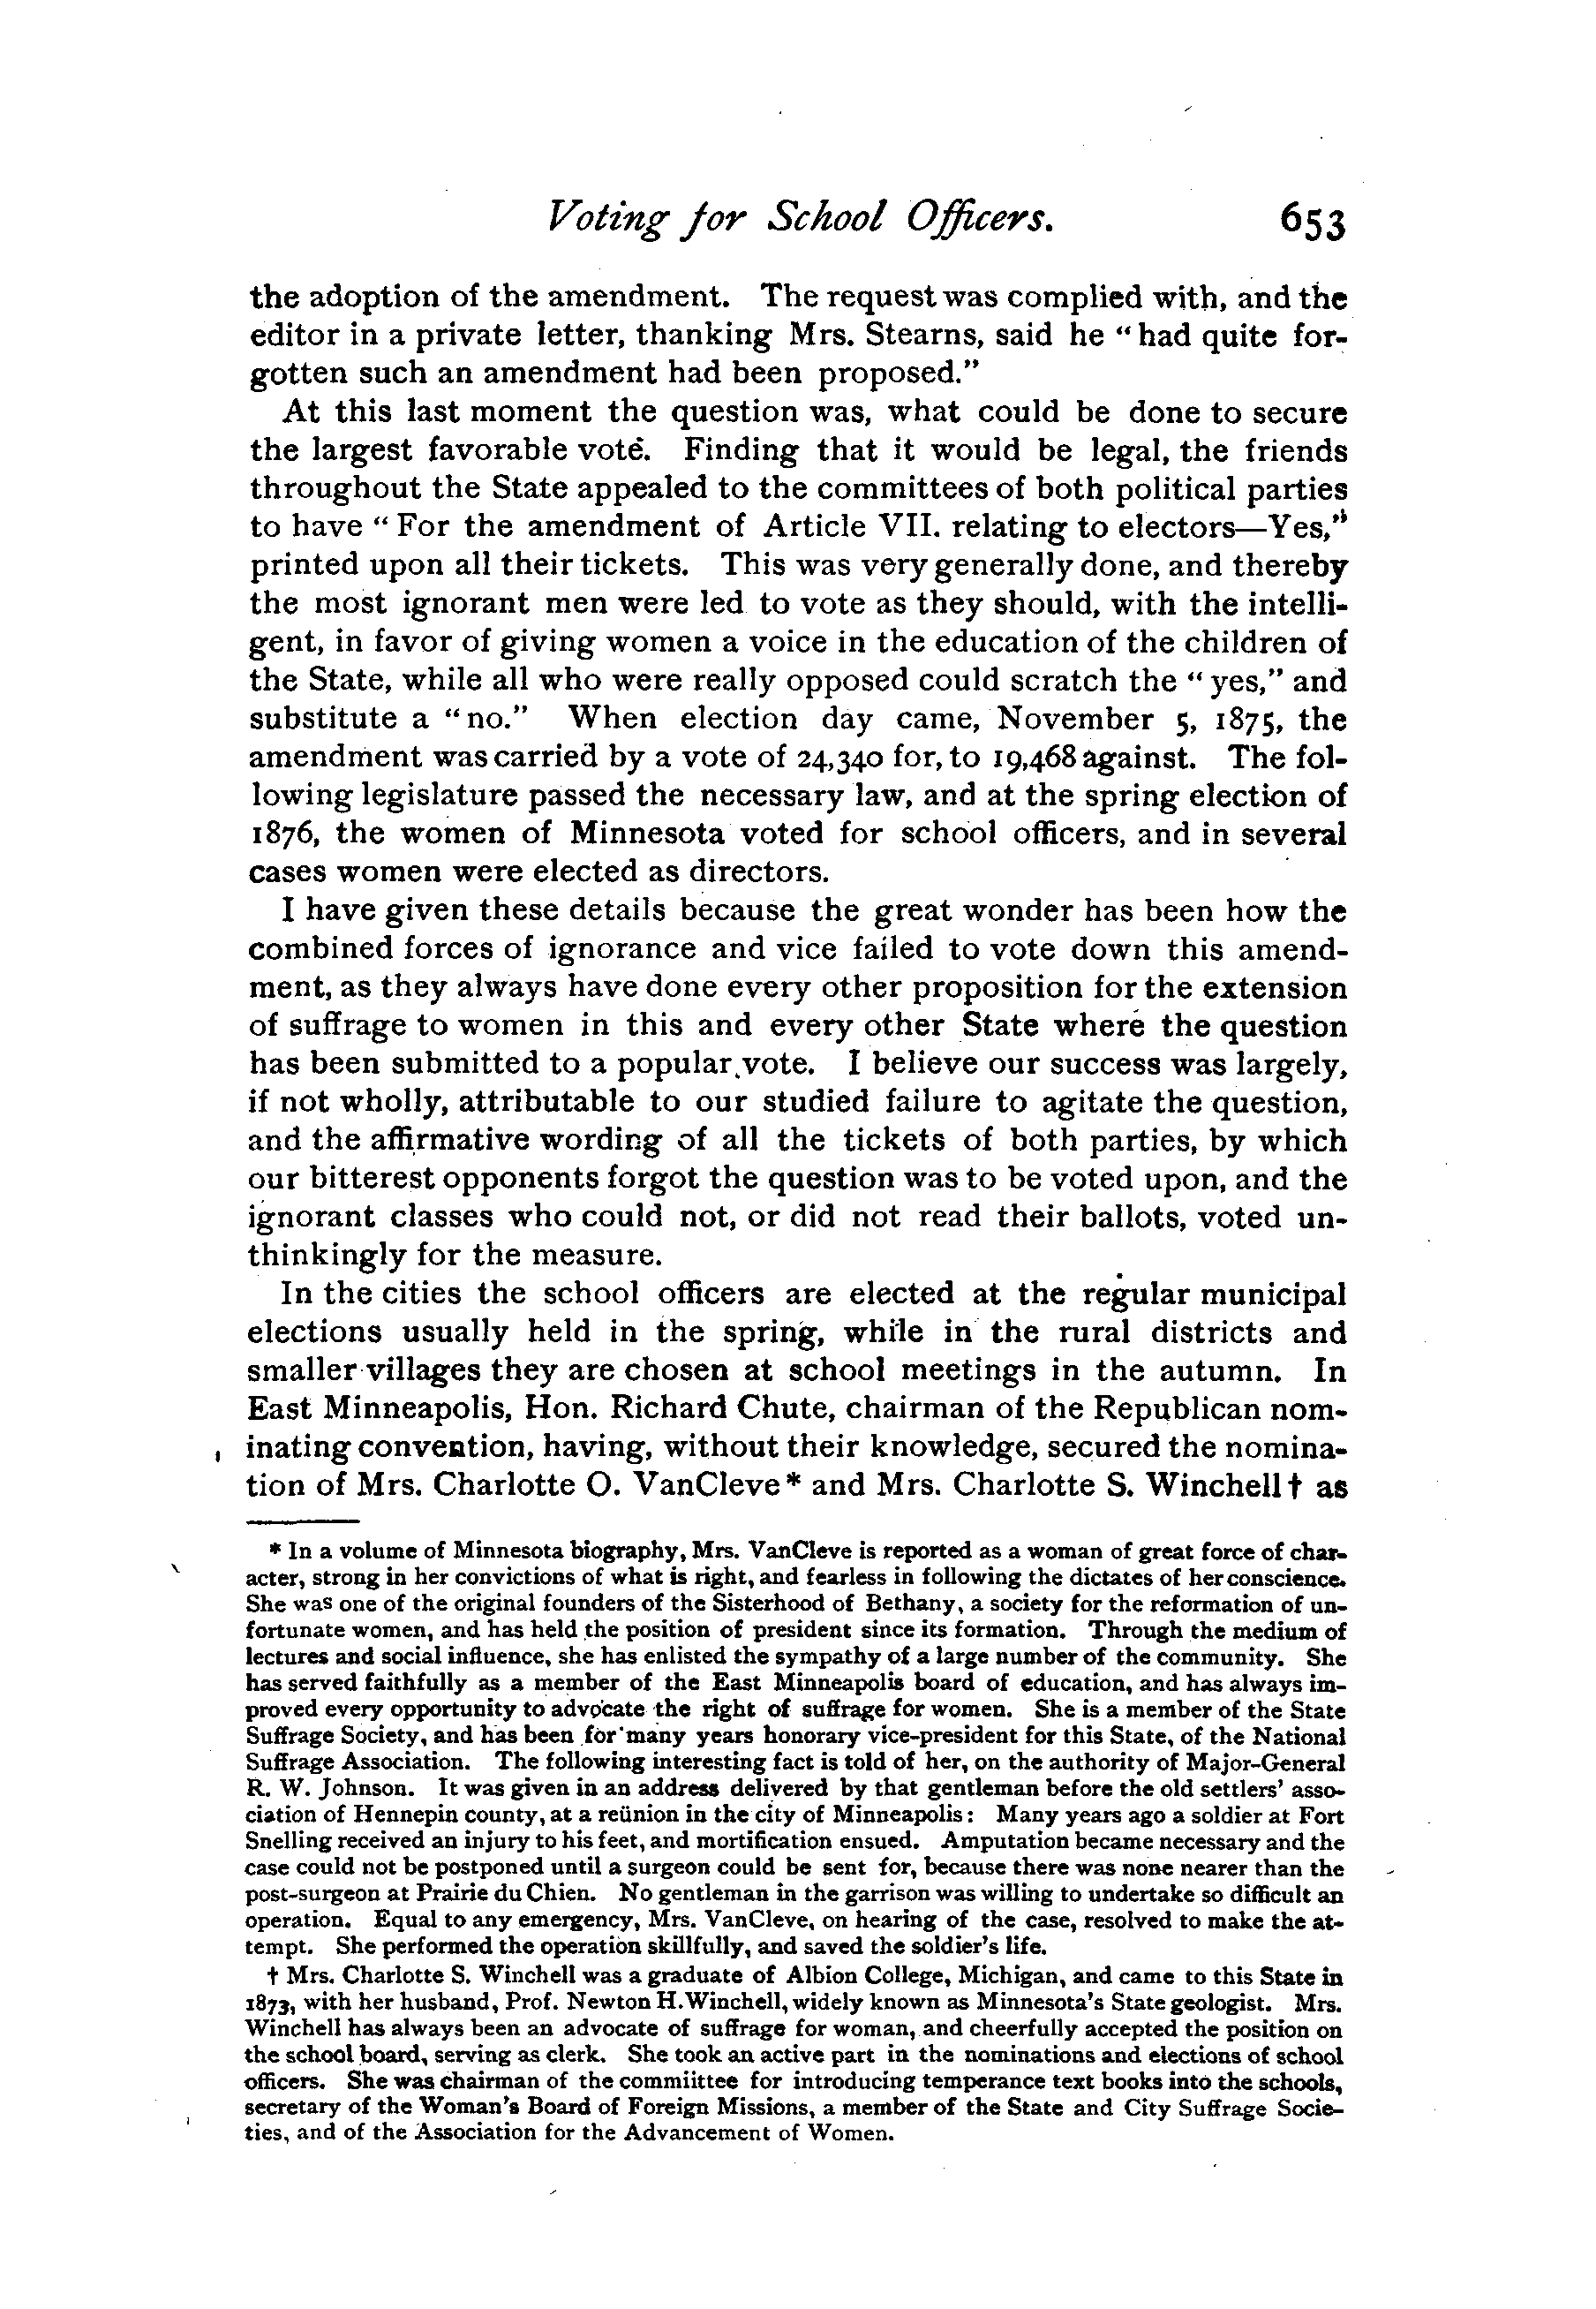 Voting for School Officers. 653
the adoption of the amendment. The request was complied with, and the
editor in a private letter, thanking Mrs. Stearns, said he "had quite for-
gotten such an amendment had been proposed."
At this last moment the question was, what could be done to secure
the largest favorable vote. Finding that it would be legal, the friends
throughout the State appealed to the committees of both political parties
to have "For the amendment of Article VII. relating to electors—Yes,"
printed upon all their tickets. This was very generally done, and thereby
the most ignorant men were led to vote as they should, with the intelli-
gent, in favor of giving women a voice in the education of the children of
the State, while all who were really opposed could scratch the "yes," and
substitute a "no." When election day came, November 5, 1875, the
amendment was carried by a vote of 24,340 for, to 19,468 against. The fol-
lowing legislature passed the necessary law, and at the spring election of
1876, the women of Minnesota voted for school officers, and in several
cases women were elected as directors.
I have given these details because the great wonder has been how the
combined forces of ignorance and vice failed to vote down this amend-
ment, as they always have done every other proposition for the extension
of suffrage to women in this and every other State where the question
has been submitted to a popular vote. I believe our success was largely,
if not wholly, attributable to our studied failure to agitate the question,
and the affirmative wording of all the tickets of both parties, by which
our bitterest opponents forgot the question was to be voted upon, and the
ignorant classes who could not, or did not read their ballots, voted un-
thinkingly for the measure.
In the cities the school officers are elected at the regular municipal
elections usually held in the spring, while in the rural districts and
smaller villages they are chosen at school meetings in the autumn. In
East Minneapolis, Hon. Richard Chute, chairman of the Republican nom-
inating convention, having, without their knowledge, secured the nomina-
tion of Mrs. Charlotte O. VanCleve* and Mrs. Charlotte S. Winchell† as
* In a volume of Minnesota biography, Mrs. VanCleve is reported as a woman of great force of char-
acter, strong in her convictions of what is right, and fearless in following the dictates of her conscience.
She was one of the original founders of the Sisterhood of Bethany, a society for the reformation of un-
fortunate women, and has held the position of president since its formation. Through the medium of
lectures and social influence, she has enlisted the sympathy of a large number of the community. She
has served faithfully as a member of the East Minneapolis board of education, and has always im-
proved every opportunity to advocate the right of suffrage for women. She is a member of the State
Suffrage Society, and has been for many years honorary vice-president for this State, of the National
Suffrage Association. The following interesting fact is told of her, on the authority of Major-General
R. W. Johnson. It was given in an address delivered by that gentleman before the old settlers' asso-
ciation of Hennepin county, at a reünion in the city of Minneapolis: Many years ago a soldier at Fort
Snelling received an injury to his feet, and mortification ensued. Amputation became necessary and the
case could not be postponed until a surgeon could be sent for, because there was none nearer than the
post-surgeon at Prairie du Chien. No gentleman in the garrison was willing to undertake so difficult an
operation. Equal to any emergency, Mrs. VanCleve, on hearing of the case, resolved to make the at-
tempt. She performed the operation skillfully, and saved the soldier's life.
† Mrs. Charlotte S. Winchell was a graduate of Albion College, Michigan, and came to this State in
1873, with her husband, Prof. Newton H. Winchell, widely known as Minnesota's State geologist. Mrs.
Winchell has always been an advocate of suffrage for woman, and cheerfully accepted the position on
the school board, serving as clerk. She took an active part in the nominations and elections of school
officers. She was chairman of the commiittee for introducing temperance text books into the schools,
secretary of the Woman's Board of Foreign Missions, a member of the State and City Suffrage Socie-
ties, and of the Association for the Advancement of Women.